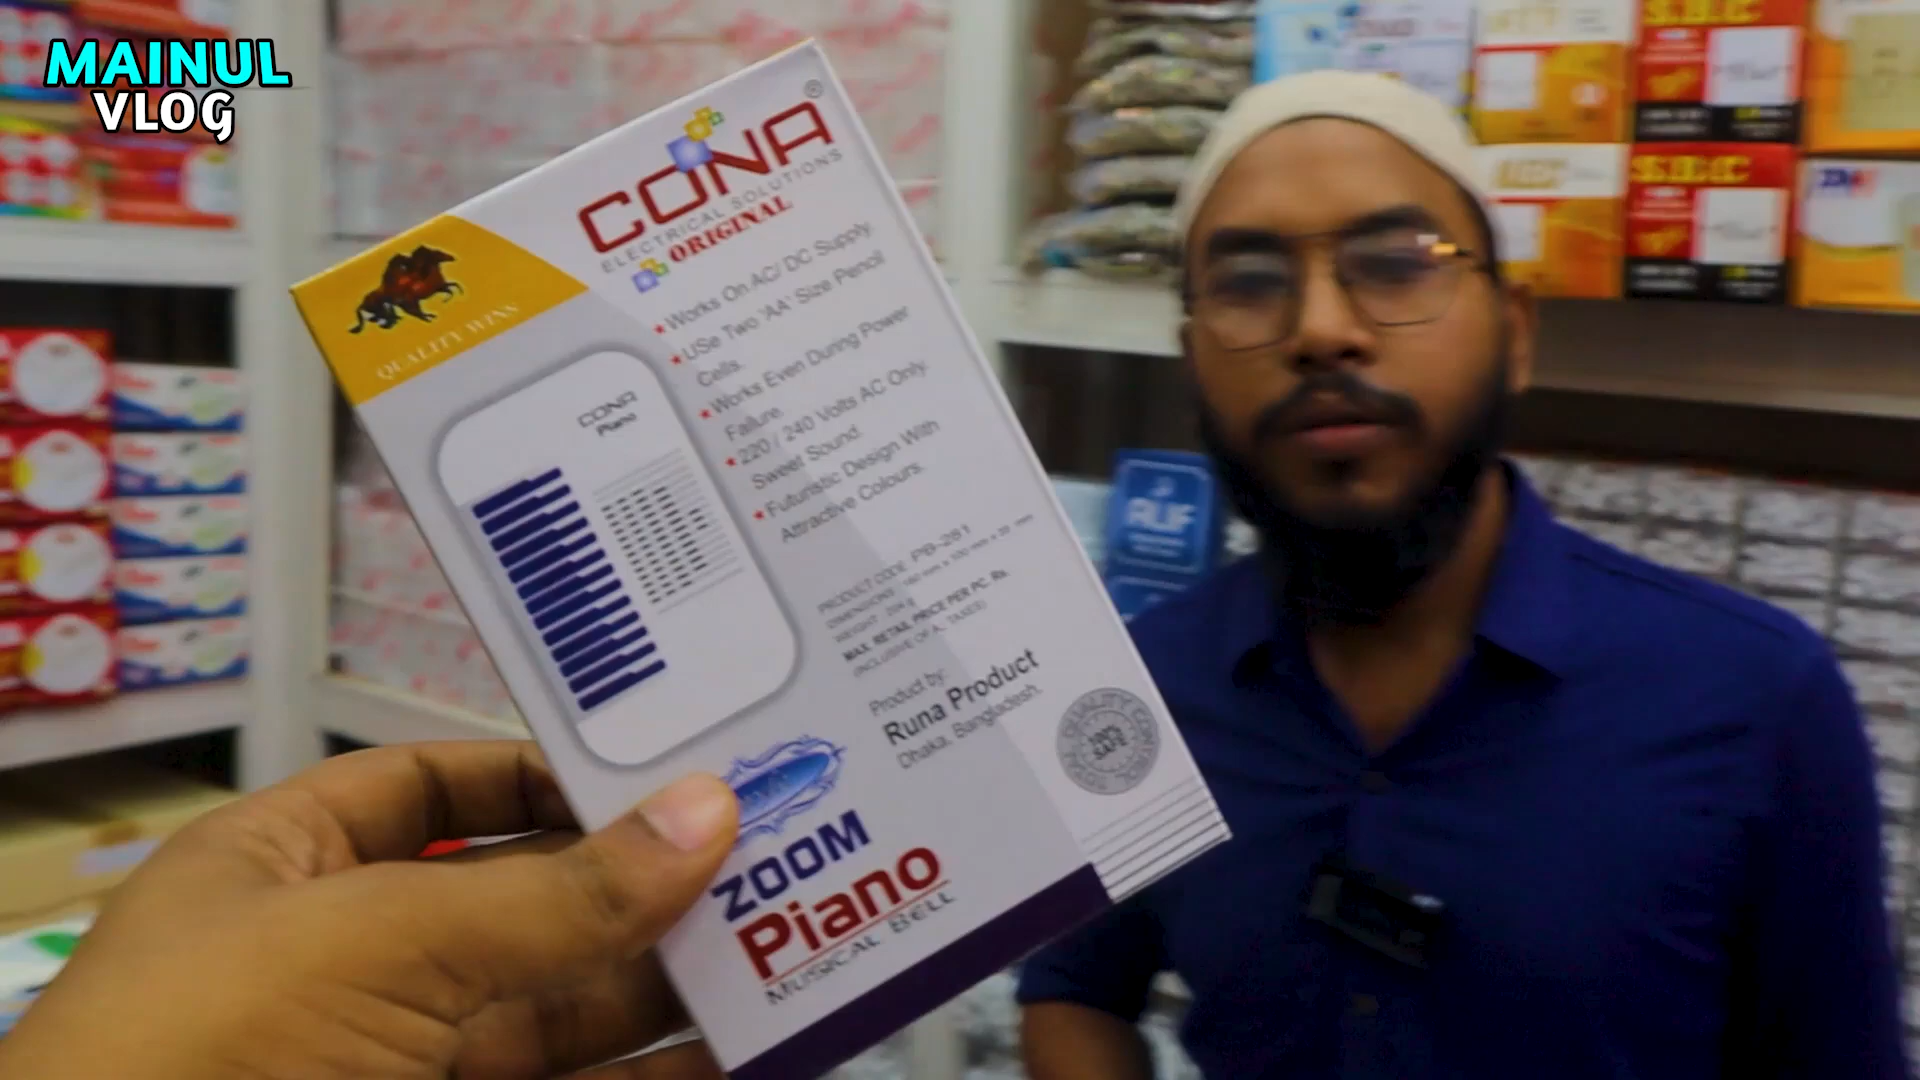 MAINUL
VLOG
CONA®
ELECTRICAL SOLUTIONS
ORIGINAL
QUALITY WINS
Works On AC/ DC Supply.
USe Two 'AA' Size Pencil
Cells.
Works Even During Power
Failure.
220 / 240 Volts AC Only.
Sweet Sound.
Futuristic Design With
Attractive Colours.
CONA
Piano
PRODUCT CODE PB-281
MAX. RETAIL PRICE PER PC. Rs.
Product by:
Runa Product
Dhaka, Bangladesh.
100%
SAFE
ZOOM
Piano
MUSICAL BELL
S.B.C
S.B.C
ALIF